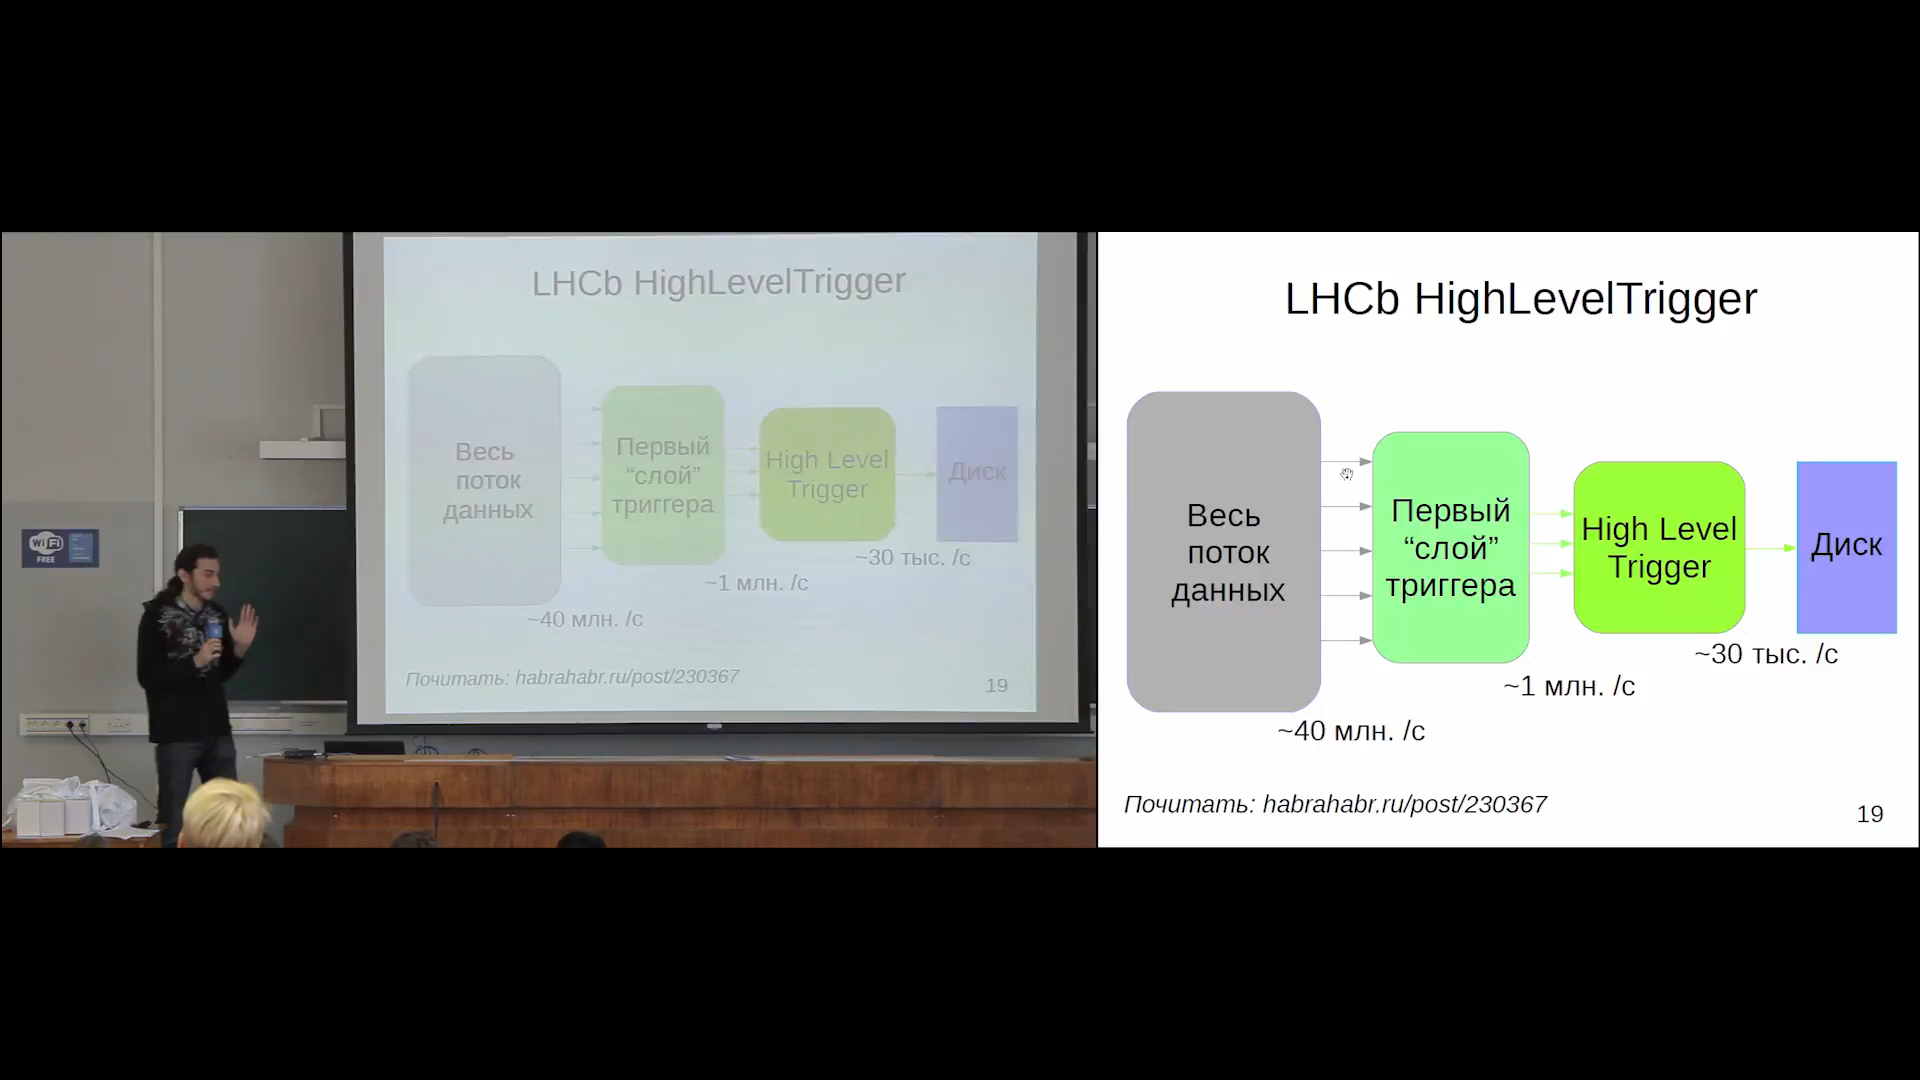 WiFi
FREE
LHCb HighLevelTrigger
Весь
поток
данных
Первый
“слой”
триггера
High Level
Trigger
Диск
~30 тыс. /с
~1 млн. /с
~40 млн. /с
Почитать: habrahabr.ru/post/230367
19
LHCb HighLevelTrigger
Весь
поток
данных
Первый
“слой”
триггера
High Level
Trigger
Диск
~30 тыс. /с
~1 млн. /с
~40 млн. /с
Почитать: habrahabr.ru/post/230367
19